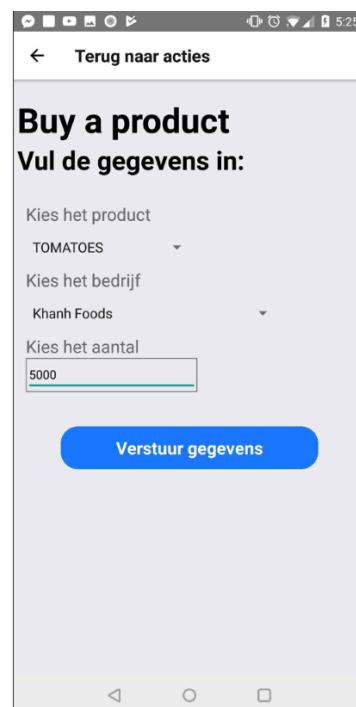 5:25
Terug naar acties
Buy a product
Vul de gegevens in:
Kies het product
TOMATOES
Kies het bedrijf
Khanh Foods
Kies het aantal
5000
Verstuur gegevens